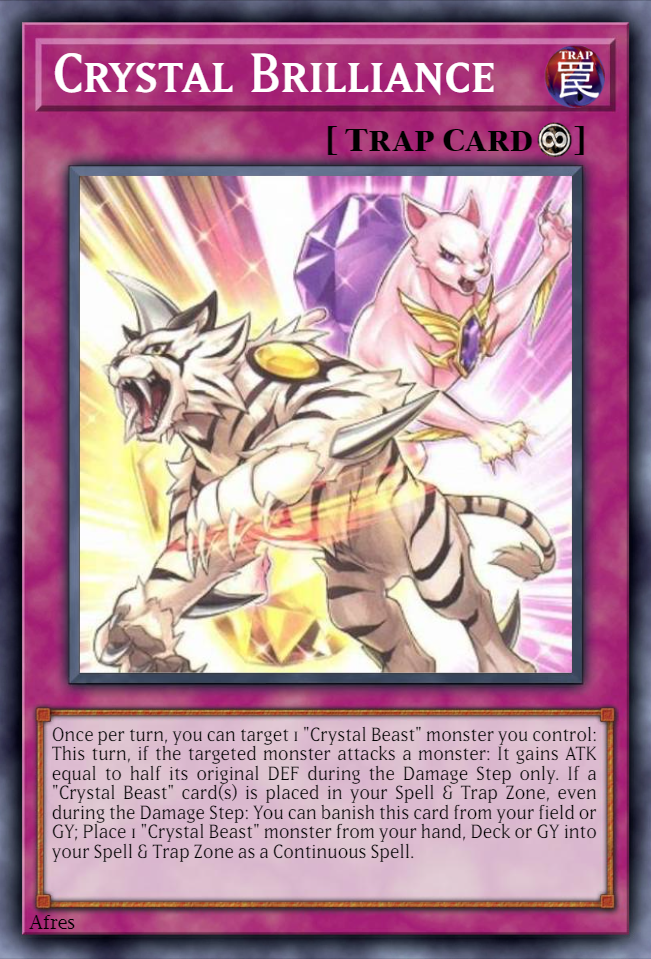 Crystal Brilliance
TRAP
罠
[ Trap Card ]
Once per turn, you can target 1 "Crystal Beast" monster you control:
This turn, if the targeted monster attacks a monster: It gains ATK
equal to half its original DEF during the Damage Step only. If a
"Crystal Beast" card(s) is placed in your Spell & Trap Zone, even
during the Damage Step: You can banish this card from your field or
GY; Place 1 "Crystal Beast" monster from your hand, Deck or GY into
your Spell & Trap Zone as a Continuous Spell.
Afres